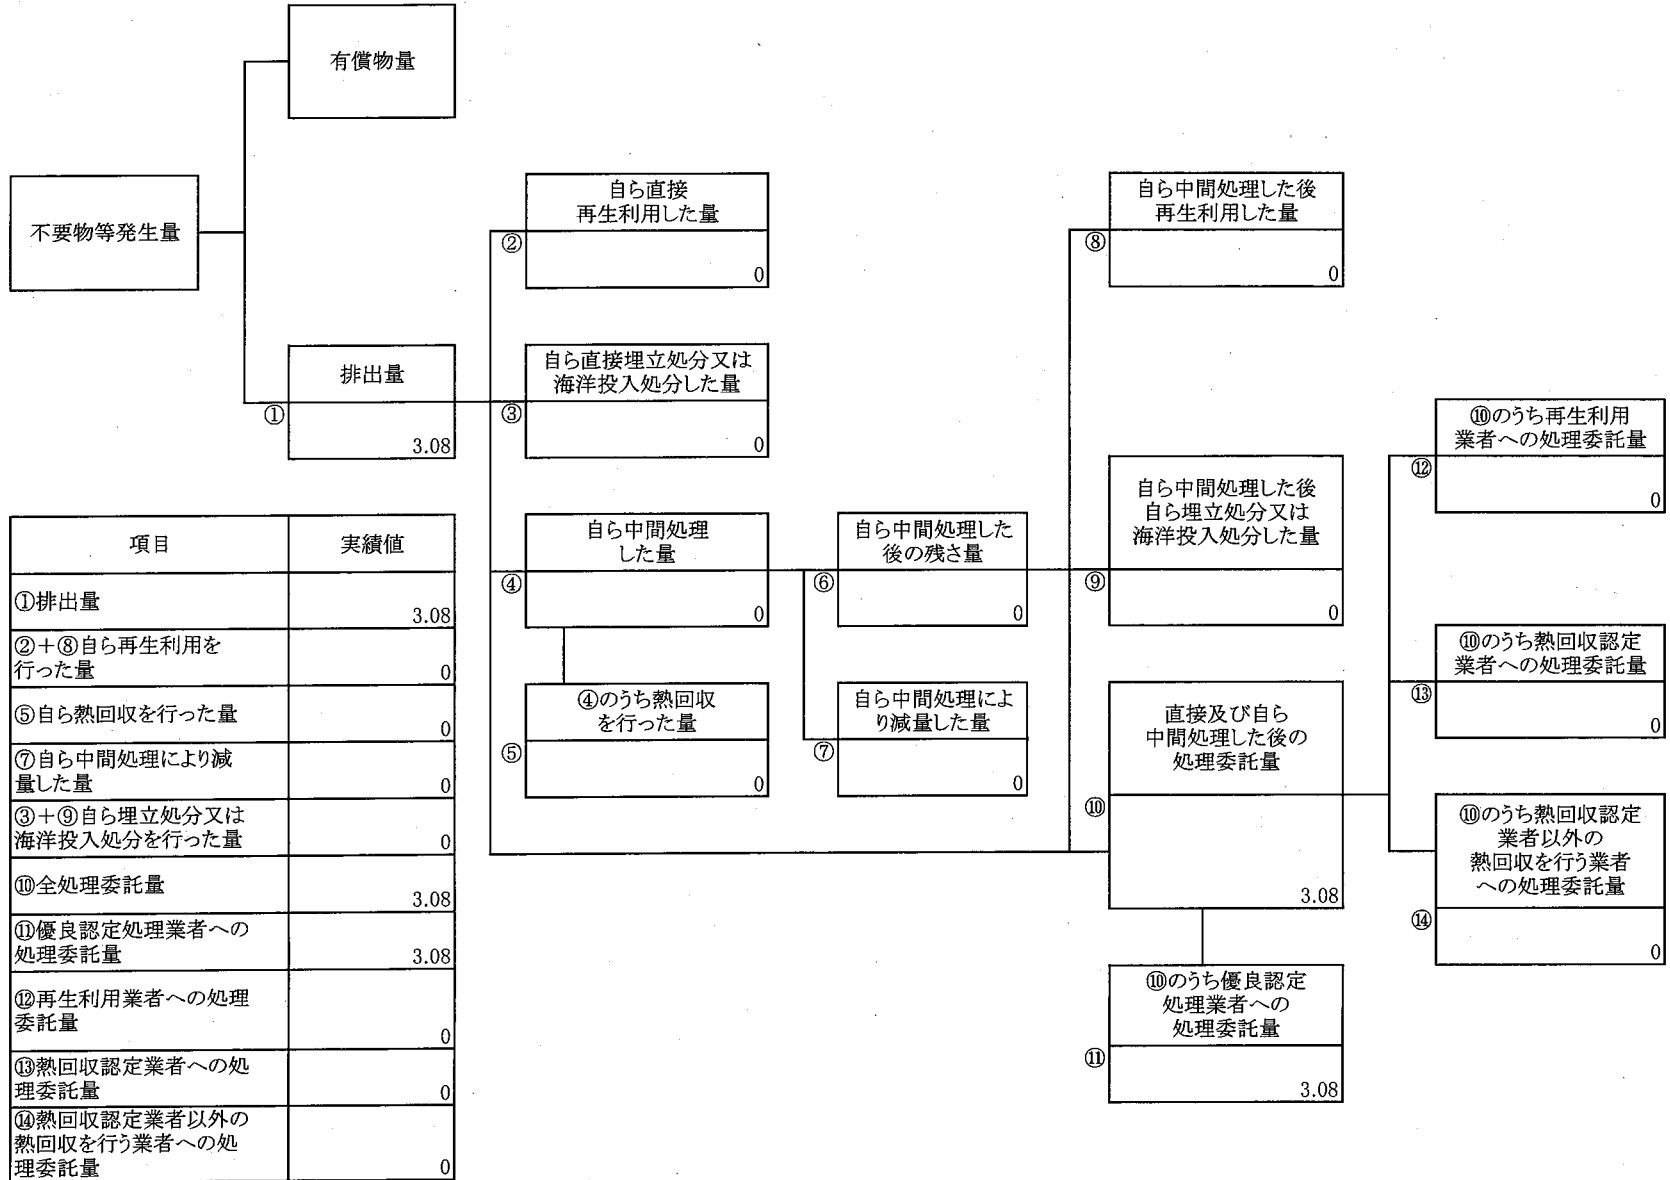 有償物量
不要物等発生量
排出量
①
3.08
自ら直接
再生利用した量
②
0
自ら直接埋立処分又は
海洋投入処分した量
③
0
自ら中間処理
した量
④
0
④のうち熱回収
を行った量
⑤
0
自ら中間処理した
後の残さ量
⑥
0
自ら中間処理によ
り減量した量
⑦
0
自ら中間処理した後
再生利用した量
⑧
0
自ら中間処理した後
自ら埋立処分又は
海洋投入処分した量
⑨
0
直接及び自ら
中間処理した後の
処理委託量
⑩
3.08
⑩のうち優良認定
処理業者への
処理委託量
⑪
3.08
⑩のうち再生利用
業者への処理委託量
⑫
0
⑩のうち熱回収認定
業者への処理委託量
⑬
0
⑩のうち熱回収認定
業者以外の
熱回収を行う業者
への処理委託量
⑭
0
項目 実績値
①排出量
3.08
②+⑧自ら再生利用を
行った量
0
⑤自ら熱回収を行った量
0
⑦自ら中間処理により減
量した量
0
③+⑨自ら埋立処分又は
海洋投入処分を行った量
0
⑩全処理委託量
3.08
⑪優良認定処理業者への
処理委託量
3.08
⑫再生利用業者への処理
委託量
0
⑬熱回収認定業者への処
理委託量
0
⑭熱回収認定業者以外の
熱回収を行う業者への処
理委託量
0